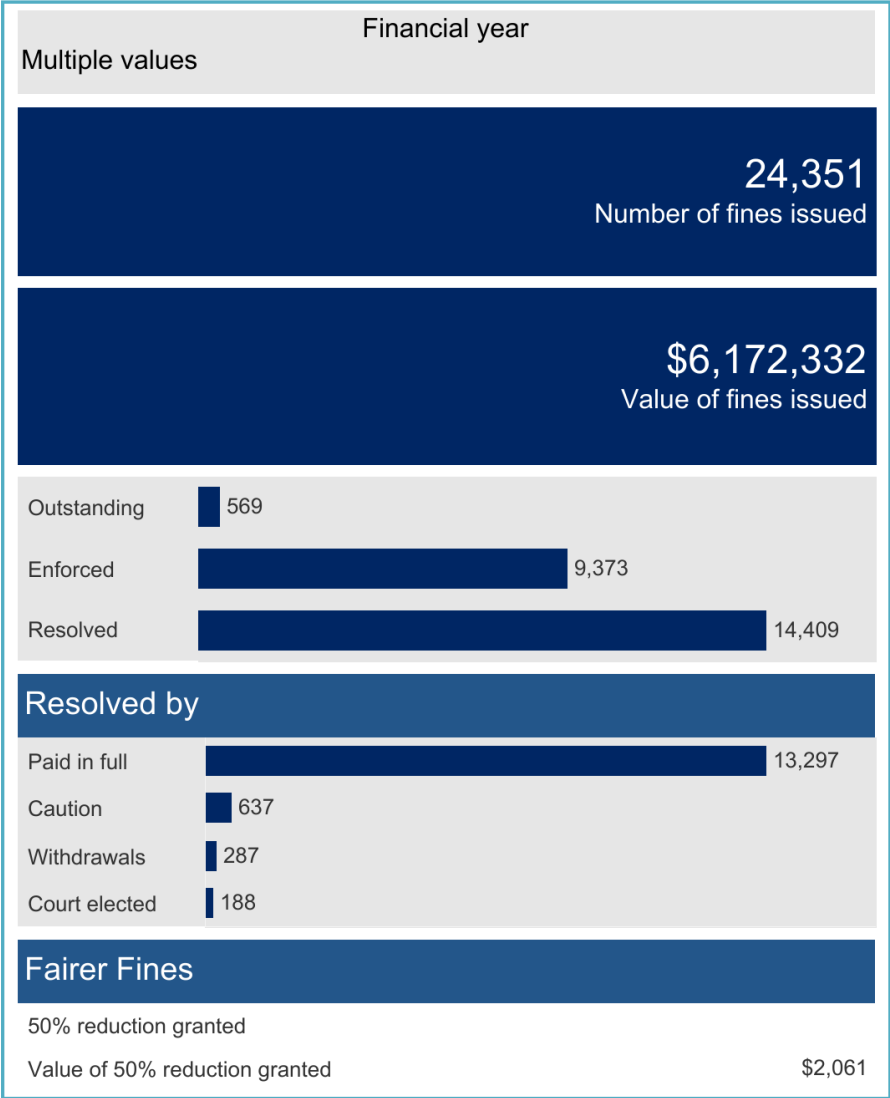 Financial year
Multiple values
24,351
Number of fines issued
$6,172,332
Value of fines issued
Outstanding 569
Enforced 9,373
Resolved 14,409
Resolved by
Paid in full 13,297
Caution 637
Withdrawals 287
Court elected 188
Fairer Fines
50% reduction granted
Value of 50% reduction granted $2,061